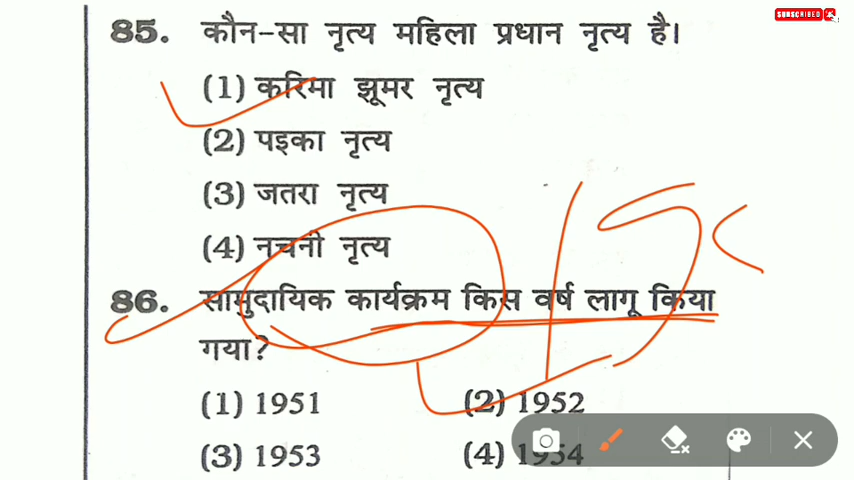 SUBSCRIBED
85. कौन-सा नृत्य महिला प्रधान नृत्य है।
(1) करिमा झूमर नृत्य
(2) पइका नृत्य
(3) जतरा नृत्य
(4) नचनी नृत्य
86. सामुदायिक कार्यक्रम किस वर्ष लागू किया
गया?
(1) 1951 (2) 1952
(3) 1953 (4) 1954